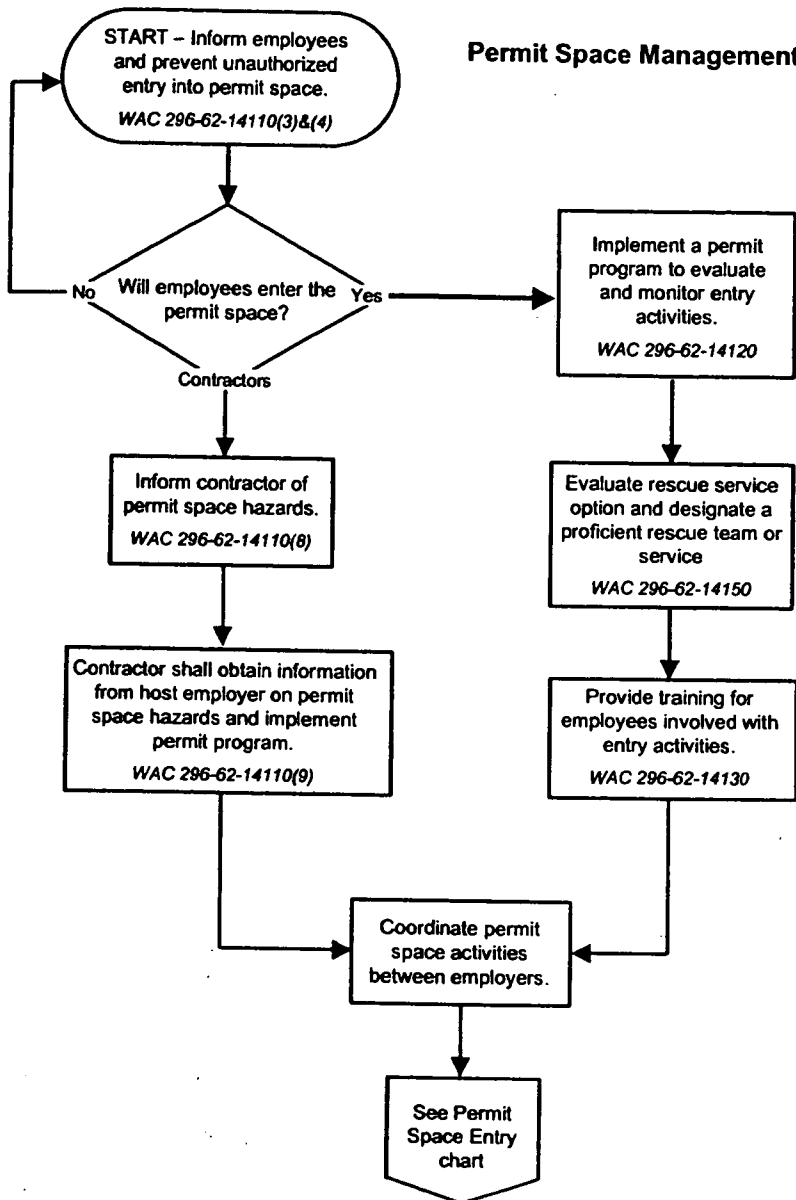 Permit Space Management
START – Inform employees
and prevent unauthorized
entry into permit space.
WAC 296-62-14110(3)&(4)
No
Will employees enter the
permit space?
Yes
Contractors
Implement a permit
program to evaluate
and monitor entry
activities.
WAC 296-62-14120
Inform contractor of
permit space hazards.
WAC 296-62-14110(8)
Evaluate rescue service
option and designate a
proficient rescue team or
service
WAC 296-62-14150
Contractor shall obtain information
from host employer on permit
space hazards and implement
permit program.
WAC 296-62-14110(9)
Provide training for
employees involved with
entry activities.
WAC 296-62-14130
Coordinate permit
space activities
between employers.
See Permit
Space Entry
chart